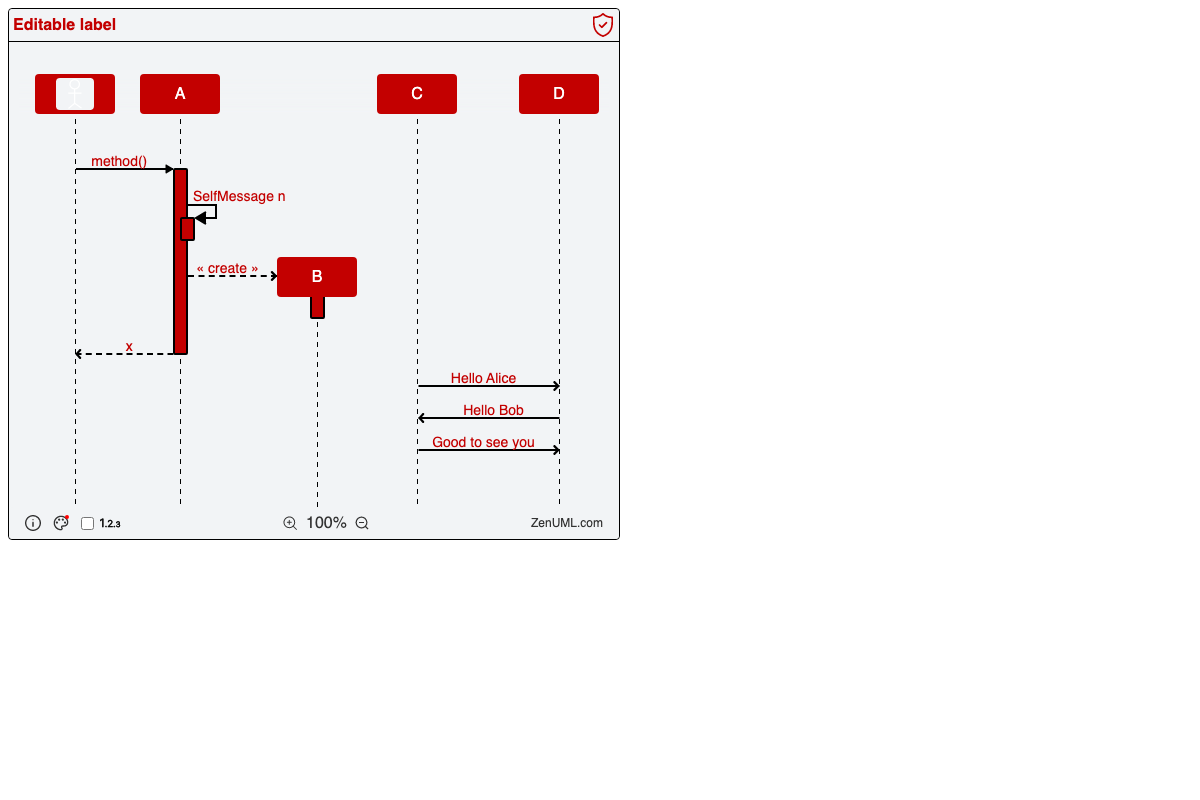 Editable label
A
C
D
method()
SelfMessage n
« create »
B
x
Hello Alice
Hello Bob
Good to see you
1.2.3
100%
ZenUML.com